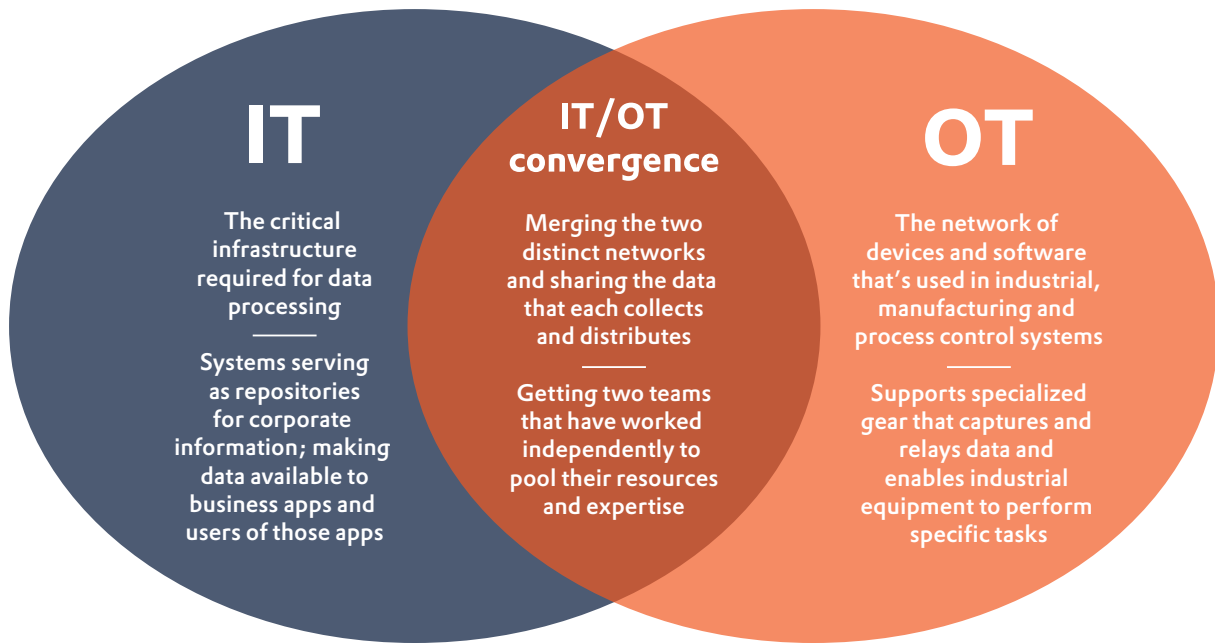 IT
The critical
infrastructure
required for data
processing
Systems serving
as repositories
for corporate
information; making
data available to
business apps and
users of those apps
IT/OT
convergence
Merging the two
distinct networks
and sharing the data
that each collects
and distributes
Getting two teams
that have worked
independently to
pool their resources
and expertise
OT
The network of
devices and software
that's used in industrial,
manufacturing and
process control systems
Supports specialized
gear that captures and
relays data and
enables industrial
equipment to perform
specific tasks